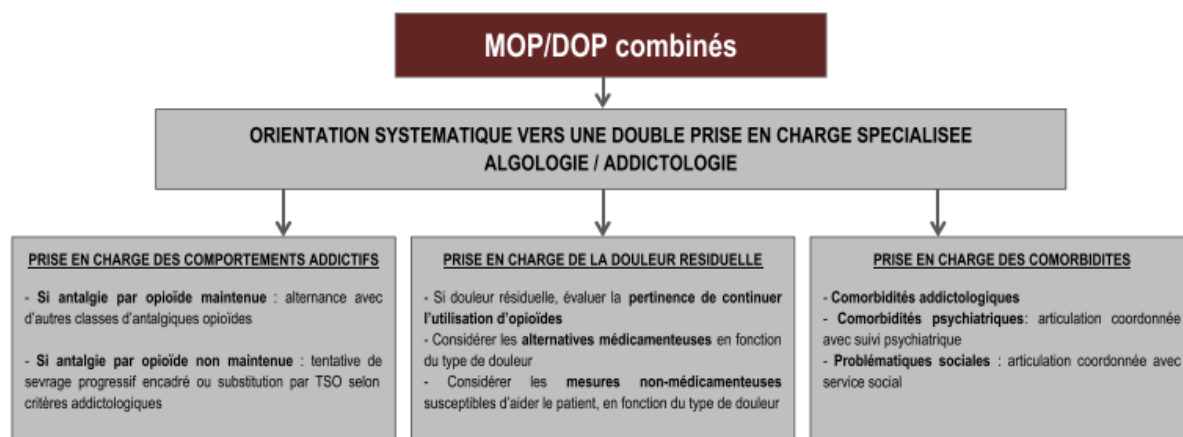 MOP/DOP combinés
ORIENTATION SYSTEMATIQUE VERS UNE DOUBLE PRISE EN CHARGE SPECIALISEE
ALGOLOGIE / ADDICTOLOGIE
PRISE EN CHARGE DES COMPORTEMENTS ADDICTIFS
- Si antalgie par opioïde maintenue : alternance avec
d'autres classes d'antalgiques opioïdes
- Si antalgie par opioïde non maintenue : tentative de
sevrage progressif encadré ou substitution par TSO selon
critères addictologiques
PRISE EN CHARGE DE LA DOULEUR RESIDUELLE
- Si douleur résiduelle, évaluer la pertinence de continuer
l'utilisation d'opioïdes
- Considérer les alternatives médicamenteuses en fonction
du type de douleur
- Considérer les mesures non-médicamenteuses
susceptibles d'aider le patient, en fonction du type de douleur
PRISE EN CHARGE DES COMORBIDITES
- Comorbidités addictologiques
- Comorbidités psychiatriques: articulation coordonnée
avec suivi psychiatrique
- Problématiques sociales : articulation coordonnée avec
service social